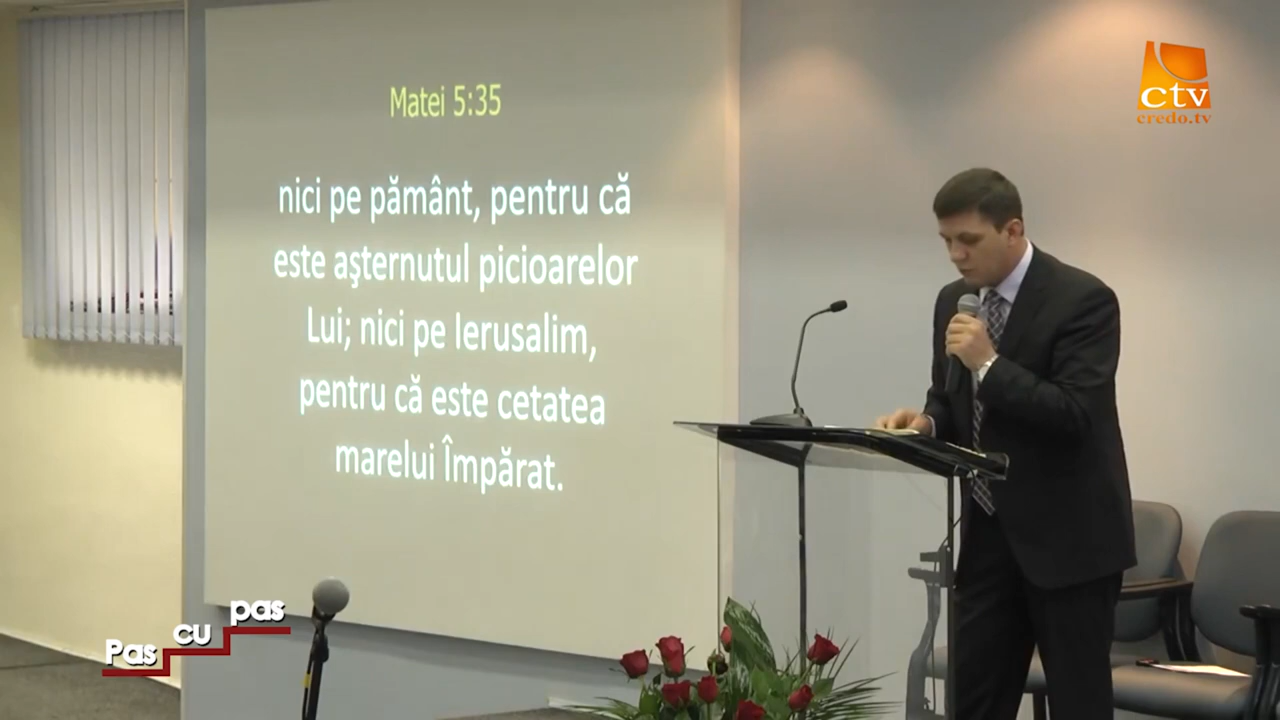 Matei 5:35
nici pe pământ, pentru că
este aşternutul picioarelor
Lui; nici pe Ierusalim,
pentru că este cetatea
marelui Împărat.
ctv
credo.tv
Pas cu pas